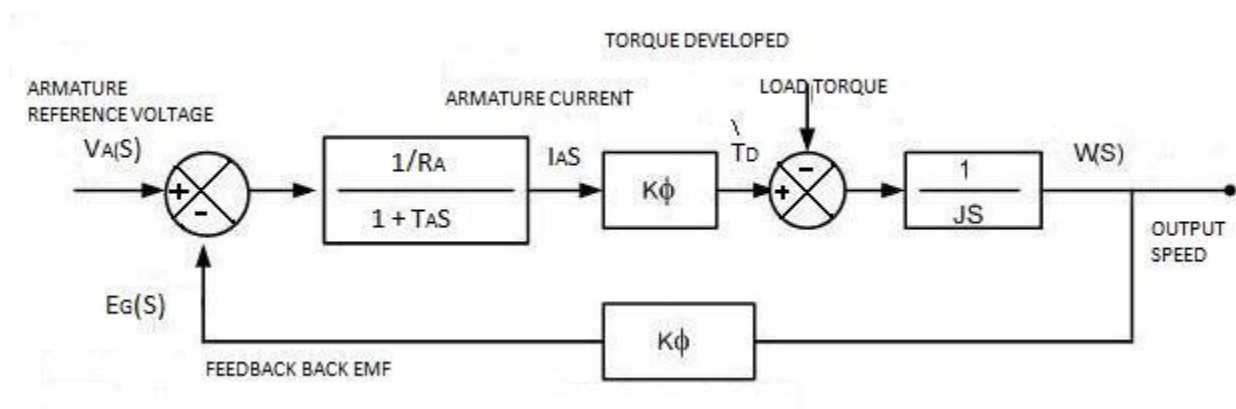 TORQUE DEVELOPED
ARMATURE
REFERENCE VOLTAGE
ARMATURE CURRENT
LOAD TORQUE
VA(S)
+
-
1/RA
1 + TAS
IAS
Kϕ
TD
+
-
1
JS
W(S)
OUTPUT
SPEED
EG(S)
Kϕ
FEEDBACK BACK EMF